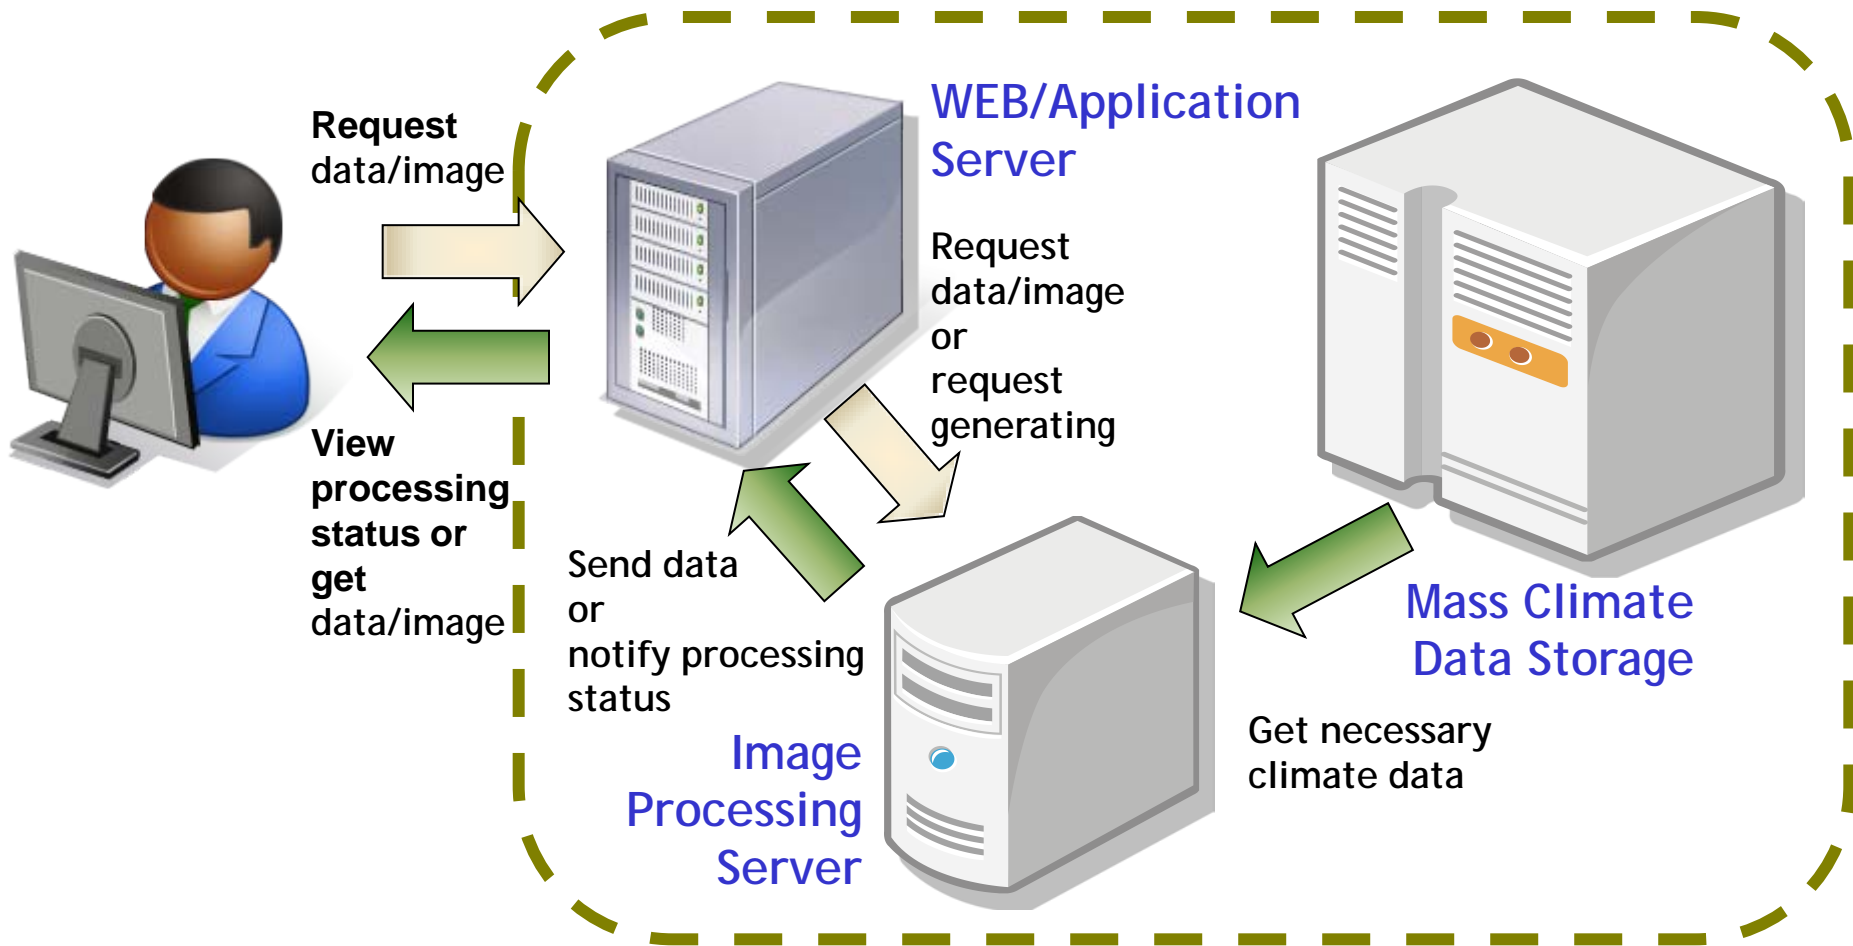 Request
data/image
WEB/Application
Server
Request
data/image
or
request
generating
View
processing
status or
get
data/image
Send data
or
notify processing
status
Image
Processing
Server
Mass Climate
Data Storage
Get necessary
climate data